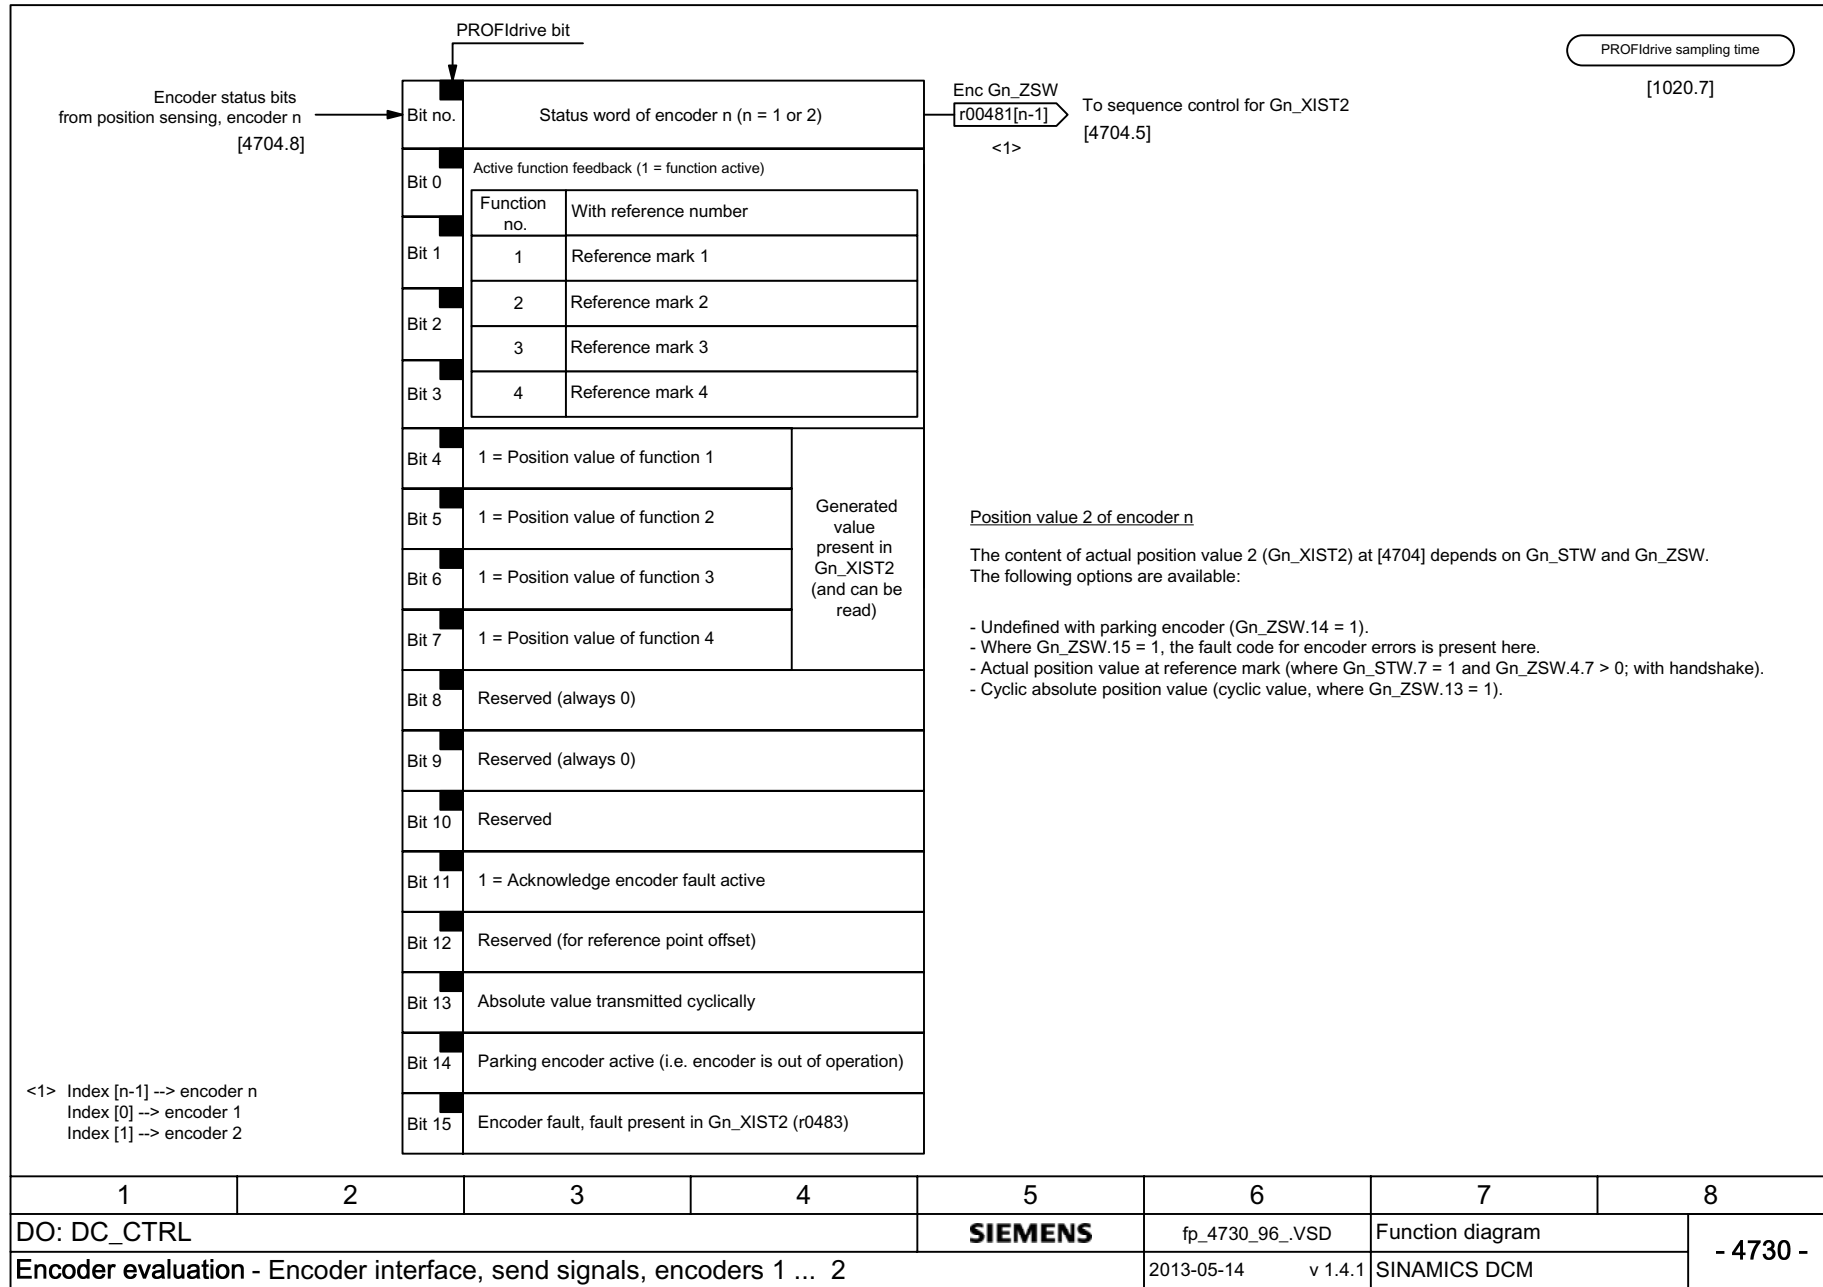 PROFIdrive bit
PROFIdrive sampling time
[1020.7]
Encoder status bits
from position sensing, encoder n
[4704.8]
Bit no.
Status word of encoder n (n = 1 or 2)
Enc Gn_ZSW
r00481[n-1]
<1>
To sequence control for Gn_XIST2
[4704.5]
Bit 0
Active function feedback (1 = function active)
Function
no.
With reference number
Bit 1
1
Reference mark 1
2
Reference mark 2
Bit 2
3
Reference mark 3
Bit 3
4
Reference mark 4
Bit 4
1 = Position value of function 1
Bit 5
1 = Position value of function 2
Bit 6
1 = Position value of function 3
Bit 7
1 = Position value of function 4
Generated
value
present in
Gn_XIST2
(and can be
read)
Bit 8
Reserved (always 0)
Bit 9
Reserved (always 0)
Bit 10
Reserved
Bit 11
1 = Acknowledge encoder fault active
Bit 12
Reserved (for reference point offset)
Bit 13
Absolute value transmitted cyclically
Bit 14
Parking encoder active (i.e. encoder is out of operation)
Bit 15
Encoder fault, fault present in Gn_XIST2 (r0483)
Position value 2 of encoder n
The content of actual position value 2 (Gn_XIST2) at [4704] depends on Gn_STW and Gn_ZSW.
The following options are available:
- Undefined with parking encoder (Gn_ZSW.14 = 1).
- Where Gn_ZSW.15 = 1, the fault code for encoder errors is present here.
- Actual position value at reference mark (where Gn_STW.7 = 1 and Gn_ZSW.4.7 > 0; with handshake).
- Cyclic absolute position value (cyclic value, where Gn_ZSW.13 = 1).
<1> Index [n-1] --> encoder n
Index [0] --> encoder 1
Index [1] --> encoder 2
1 2 3 4 5 6 7 8
DO: DC_CTRL
SIEMENS
fp_4730_96_.VSD
Function diagram
- 4730 -
Encoder evaluation - Encoder interface, send signals, encoders 1 ... 2
2013-05-14 v 1.4.1
SINAMICS DCM